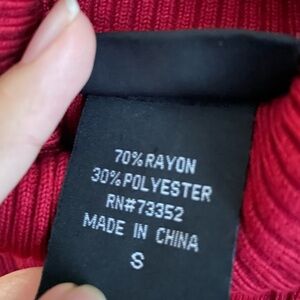 70% RAYON
30% POLYESTER
RN#73352
MADE IN CHINA
S